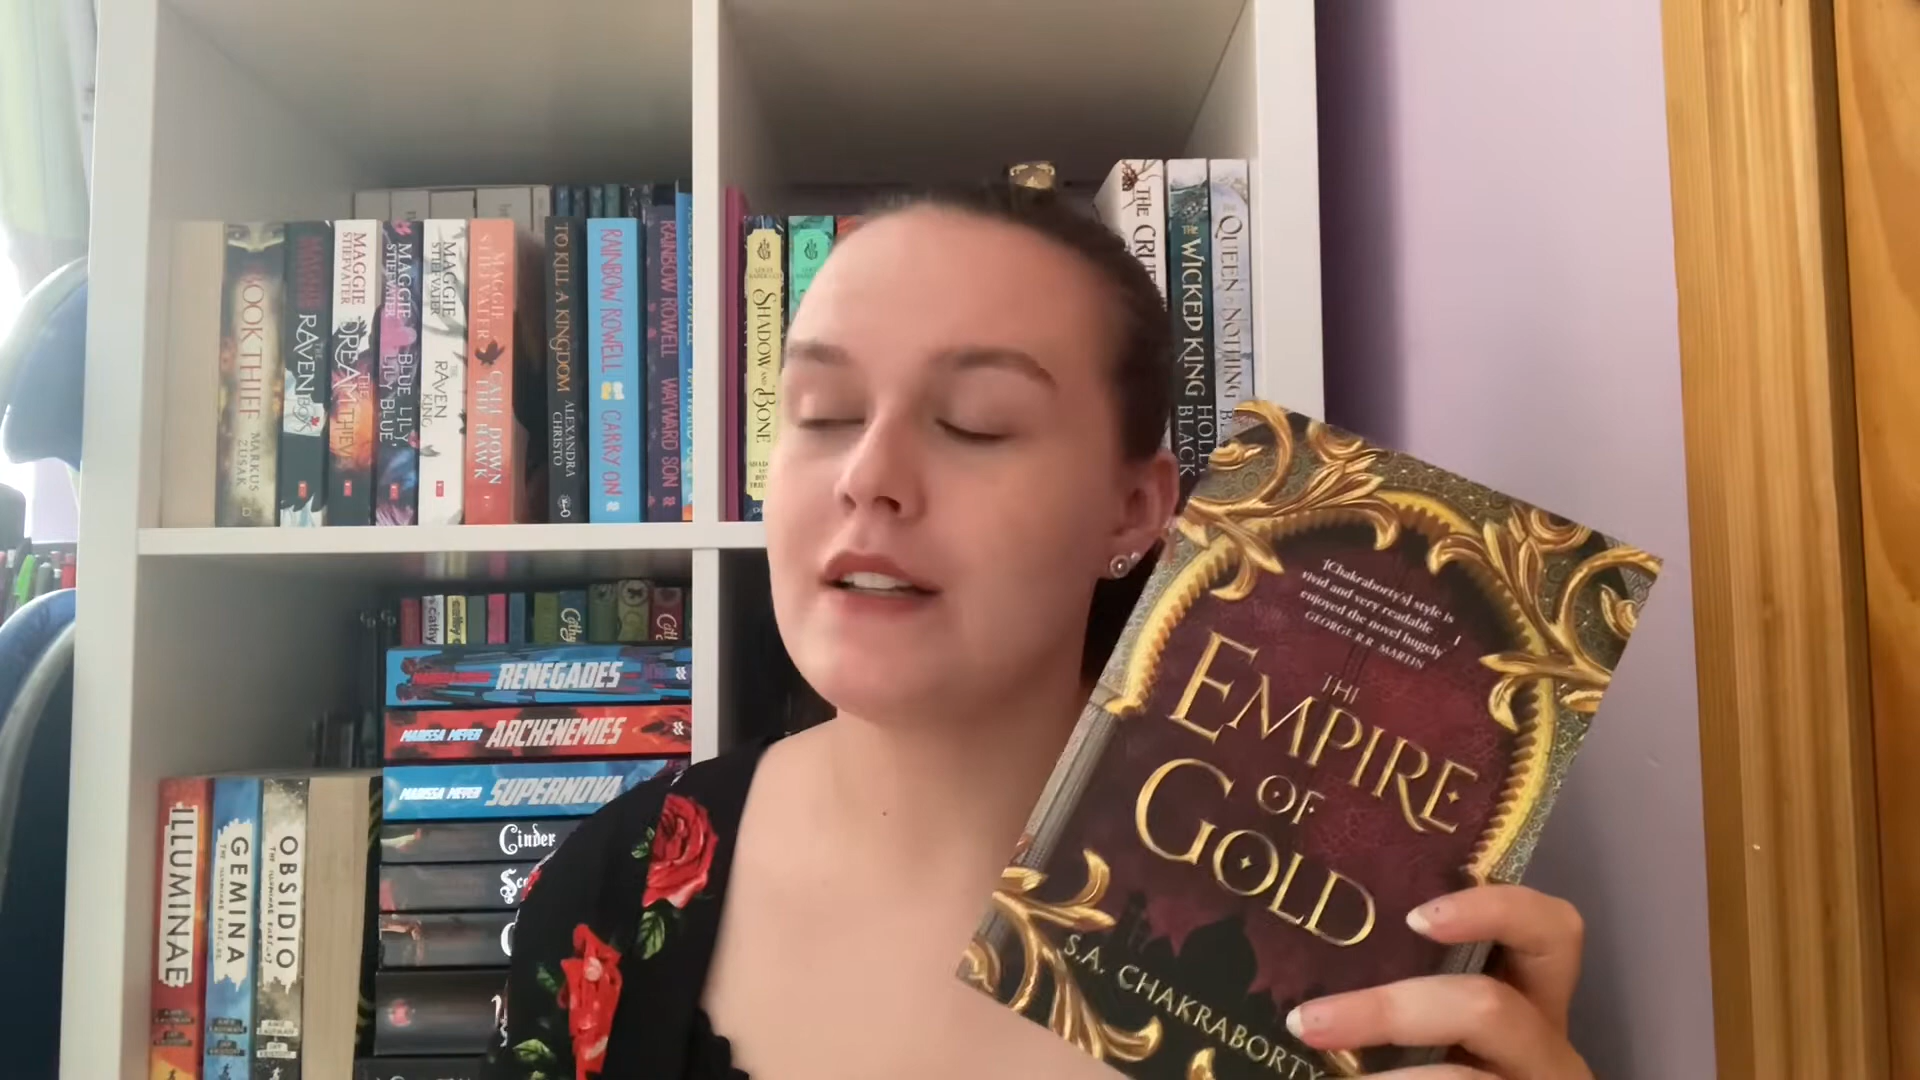 BOOK THIEF
MARKUS
ZUSAK
THE
RAVEN
BOYS
MAGGIE
STIEFVATER
THE
DREAM THIEVES
MAGGIE
STIEFVATER
BLUE LILY,
LILY BLUE
MAGGIE
STIEFVATER
THE
RAVEN
KING
MAGGIE
STIEFVATER
CALL DOWN
THE HAWK
TO KILL A KINGDOM
ALEXANDRA
CHRISTO
RAINBOW ROWELL
CARRY ON
RAINBOW ROWELL
WAYWARD SON
SHADOW AND BONE
THE CRUE
THE
WICKED KING
HOLL
BLACK
QUEEN OF NOTHING
RENEGADES
MARISSA MEYER ARCHENEMIES
MARISSA MEYER SUPERNOVA
Cinder
ILLUMINAE
GEMINA
OBSIDIO
[Chakraborty's] style is
vivid and very readable . . . I
enjoyed the novel hugely'
GEORGE R.R. MARTIN
THE
EMPIRE
OF
GOLD
S.A. CHAKRABORTY